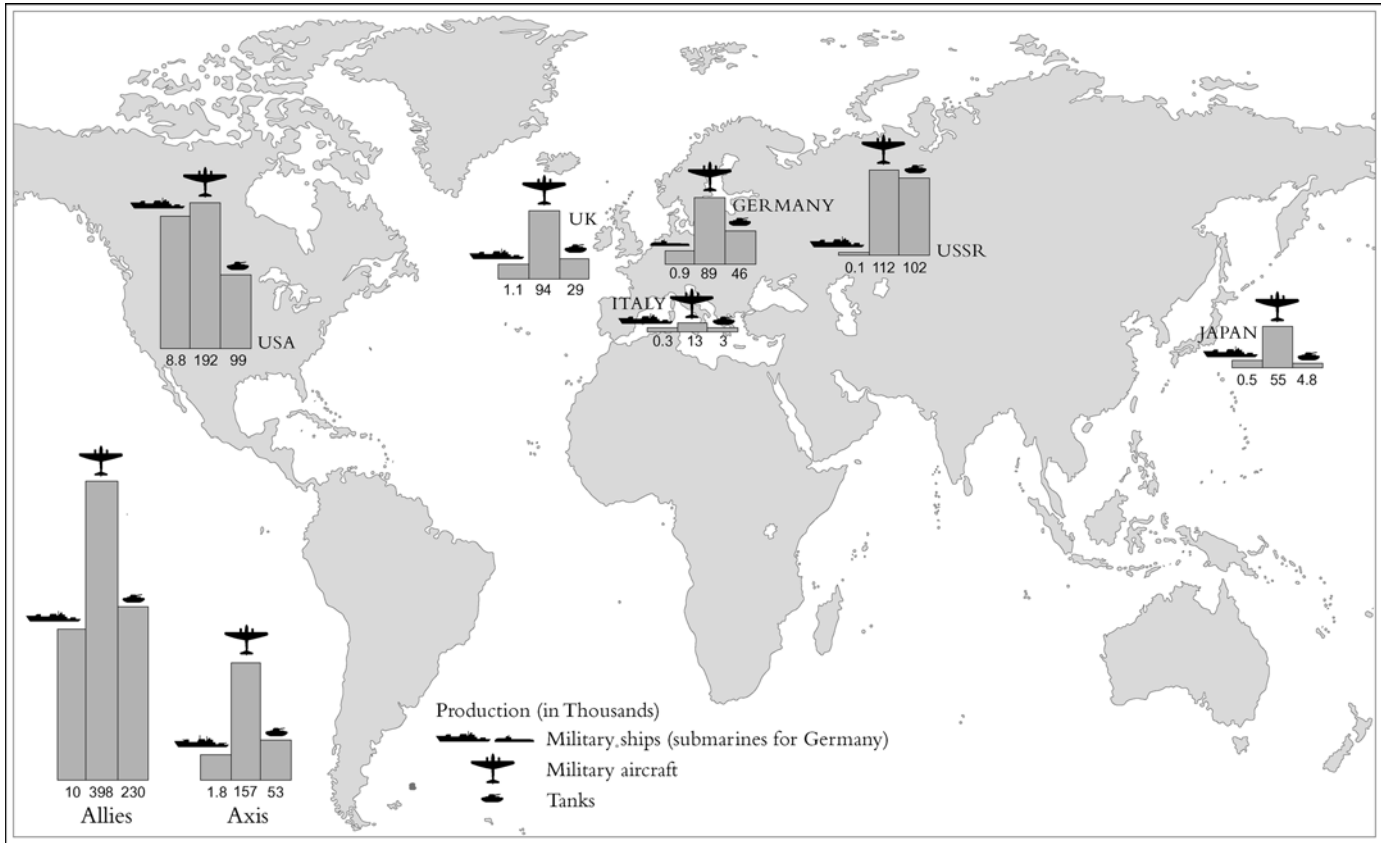 UK
GERMANY
USSR
1.1 94 29
0.9 89 46
0.1 112 102
ITALY
0.3 13 3
JAPAN
0.5 55 4.8
USA
8.8 192 99
10 398 230
Allies
1.8 157 53
Axis
Production (in Thousands)
Military ships (submarines for Germany)
Military aircraft
Tanks